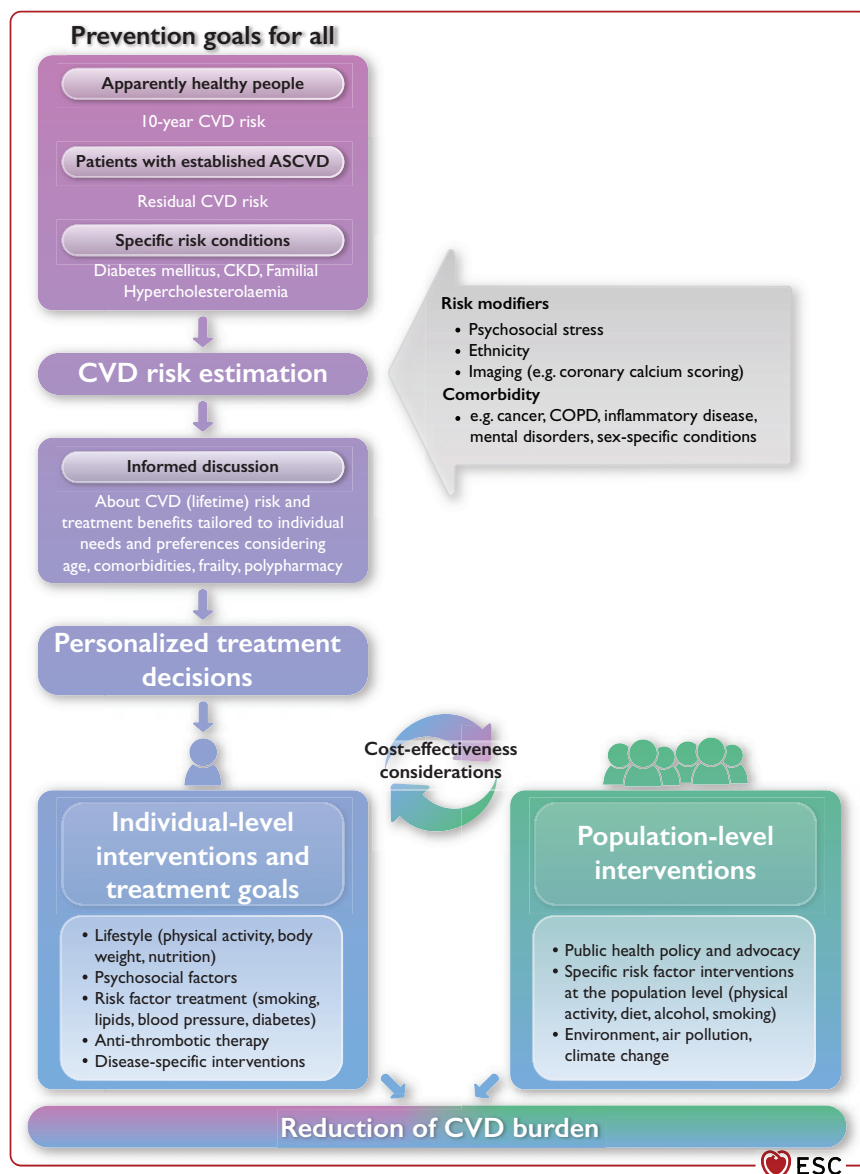 Prevention goals for all
Apparently healthy people
10-year CVD risk
Patients with established ASCVD
Residual CVD risk
Specific risk conditions
Diabetes mellitus, CKD, Familial
Hypercholesterolaemia
Risk modifiers
• Psychosocial stress
• Ethnicity
• Imaging (e.g. coronary calcium scoring)
Comorbidity
• e.g. cancer, COPD, inflammatory disease,
mental disorders, sex-specific conditions
CVD risk estimation
Informed discussion
About CVD (lifetime) risk and
treatment benefits tailored to individual
needs and preferences considering
age, comorbidities, frailty, polypharmacy
Personalized treatment
decisions
Cost-effectiveness
considerations
Individual-level
interventions and
treatment goals
• Lifestyle (physical activity, body
weight, nutrition)
• Psychosocial factors
• Risk factor treatment (smoking,
lipids, blood pressure, diabetes)
• Anti-thrombotic therapy
• Disease-specific interventions
Population-level
interventions
• Public health policy and advocacy
• Specific risk factor interventions
at the population level (physical
activity, diet, alcohol, smoking)
• Environment, air pollution,
climate change
Reduction of CVD burden
ESC